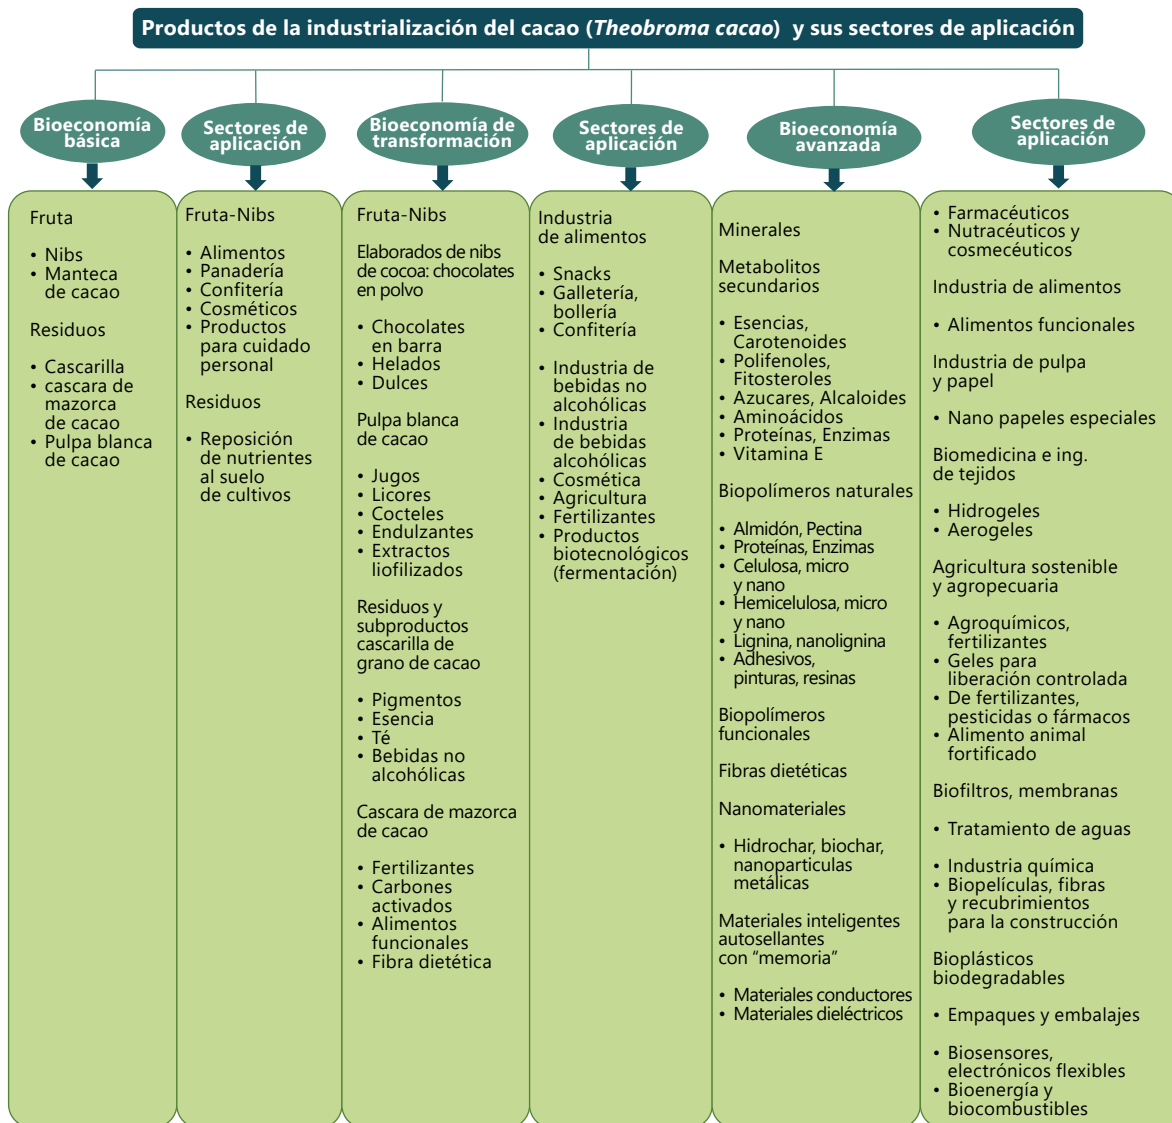 Productos de la industrialización del cacao (Theobroma cacao) y sus sectores de aplicación
Bioeconomía
básica
Fruta
• Nibs
• Manteca
de cacao
Residuos
• Cascarilla
• cascara de
mazorca
de cacao
• Pulpa blanca
de cacao
Sectores de
aplicación
Fruta-Nibs
• Alimentos
• Panadería
• Confitería
• Cosméticos
• Productos
para cuidado
personal
Residuos
• Reposición
de nutrientes
al suelo
de cultivos
Bioeconomía de
transformación
Fruta-Nibs
Elaborados de nibs
de cocoa: chocolates
en polvo
• Chocolates
en barra
• Helados
• Dulces
Pulpa blanca
de cacao
• Jugos
• Licores
• Cocteles
• Endulzantes
• Extractos
liofilizados
Residuos y
subproductos
cascarilla de
grano de cacao
• Pigmentos
• Esencia
• Té
• Bebidas no
alcohólicas
Cascara de mazorca
de cacao
• Fertilizantes
• Carbones
activados
• Alimentos
funcionales
• Fibra dietética
Sectores de
aplicación
Industria
de alimentos
• Snacks
• Galletería,
bollería
• Confitería
• Industria de
bebidas no
alcohólicas
• Industria
de bebidas
alcohólicas
• Cosmética
• Agricultura
• Fertilizantes
• Productos
biotecnológicos
(fermentación)
Bioeconomía
avanzada
Minerales
Metabolitos
secundarios
• Esencias,
Carotenoides
• Polifenoles,
Fitosteroles
• Azucares, Alcaloides
• Aminoácidos
• Proteínas, Enzimas
• Vitamina E
Biopolímeros naturales
• Almidón, Pectina
• Proteínas, Enzimas
• Celulosa, micro
y nano
• Hemicelulosa, micro
y nano
• Lignina, nanolignina
• Adhesivos,
pinturas, resinas
Biopolímeros
funcionales
Fibras dietéticas
Nanomateriales
• Hidrochar, biochar,
nanoparticulas
metálicas
Materiales inteligentes
autosellantes
con “memoria”
• Materiales conductores
• Materiales dieléctricos
Sectores de
aplicación
• Farmacéuticos
• Nutracéuticos y
cosmecéuticos
Industria de alimentos
• Alimentos funcionales
Industria de pulpa
y papel
• Nano papeles especiales
Biomedicina e ing.
de tejidos
• Hidrogeles
• Aerogeles
Agricultura sostenible
y agropecuaria
• Agroquímicos,
fertilizantes
• Geles para
liberación controlada
• De fertilizantes,
pesticidas o fármacos
• Alimento animal
fortificado
Biofiltros, membranas
• Tratamiento de aguas
• Industria química
• Biopelículas, fibras
y recubrimientos
para la construcción
Bioplásticos
biodegradables
• Empaques y embalajes
• Biosensores,
electrónicos flexibles
• Bioenergía y
biocombustibles